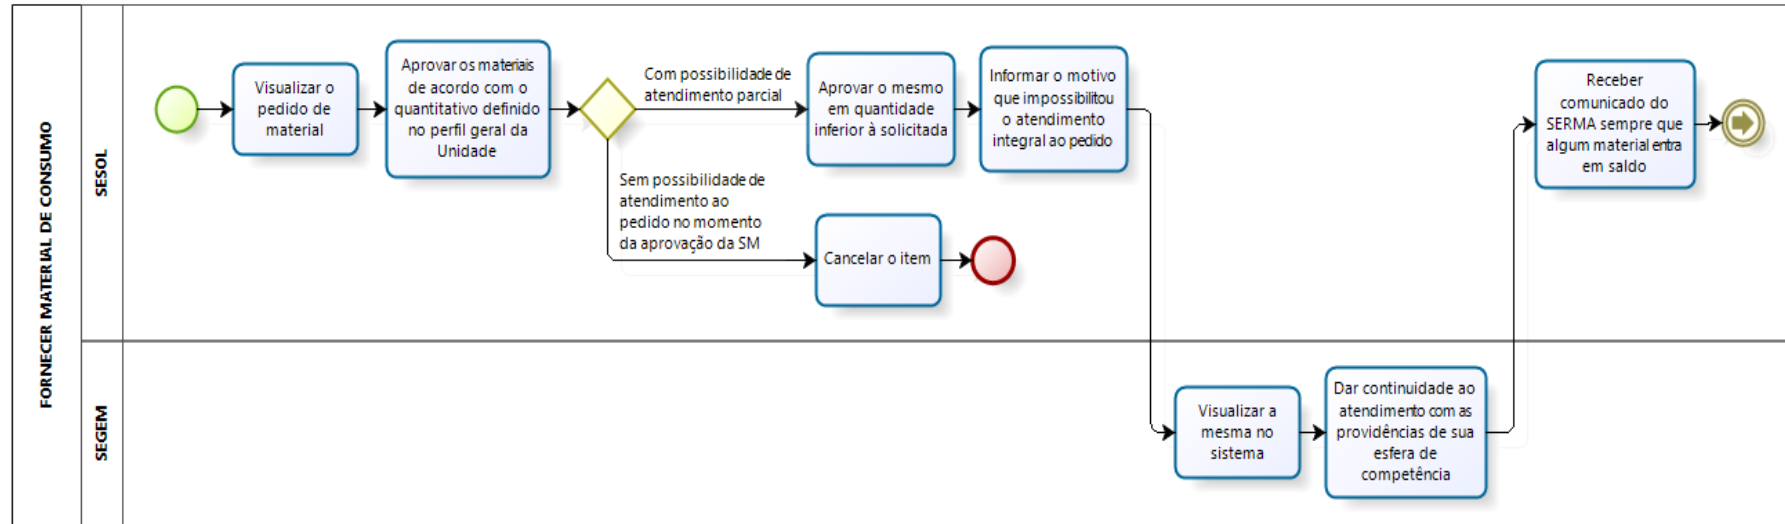 FORNECER MATERIAL DE CONSUMO
SESOL
Visualizar o
pedido de
material
Aprovar os materiais
de acordo com o
quantitativo definido
no perfil geral da
Unidade
Com possibilidade de
atendimento parcial
Aprovar o mesmo
em quantidade
inferior à solicitada
Informar o motivo
que impossibilitou
o atendimento
integral ao pedido
Sem possibilidade de
atendimento ao
pedido no momento
da aprovação da SM
Cancelar o item
Receber
comunicado do
SERMA sempre que
algum material entra
em saldo
SEGEM
Visualizar a
mesma no
sistema
Dar continuidade ao
atendimento com as
providências de sua
esfera de
competência